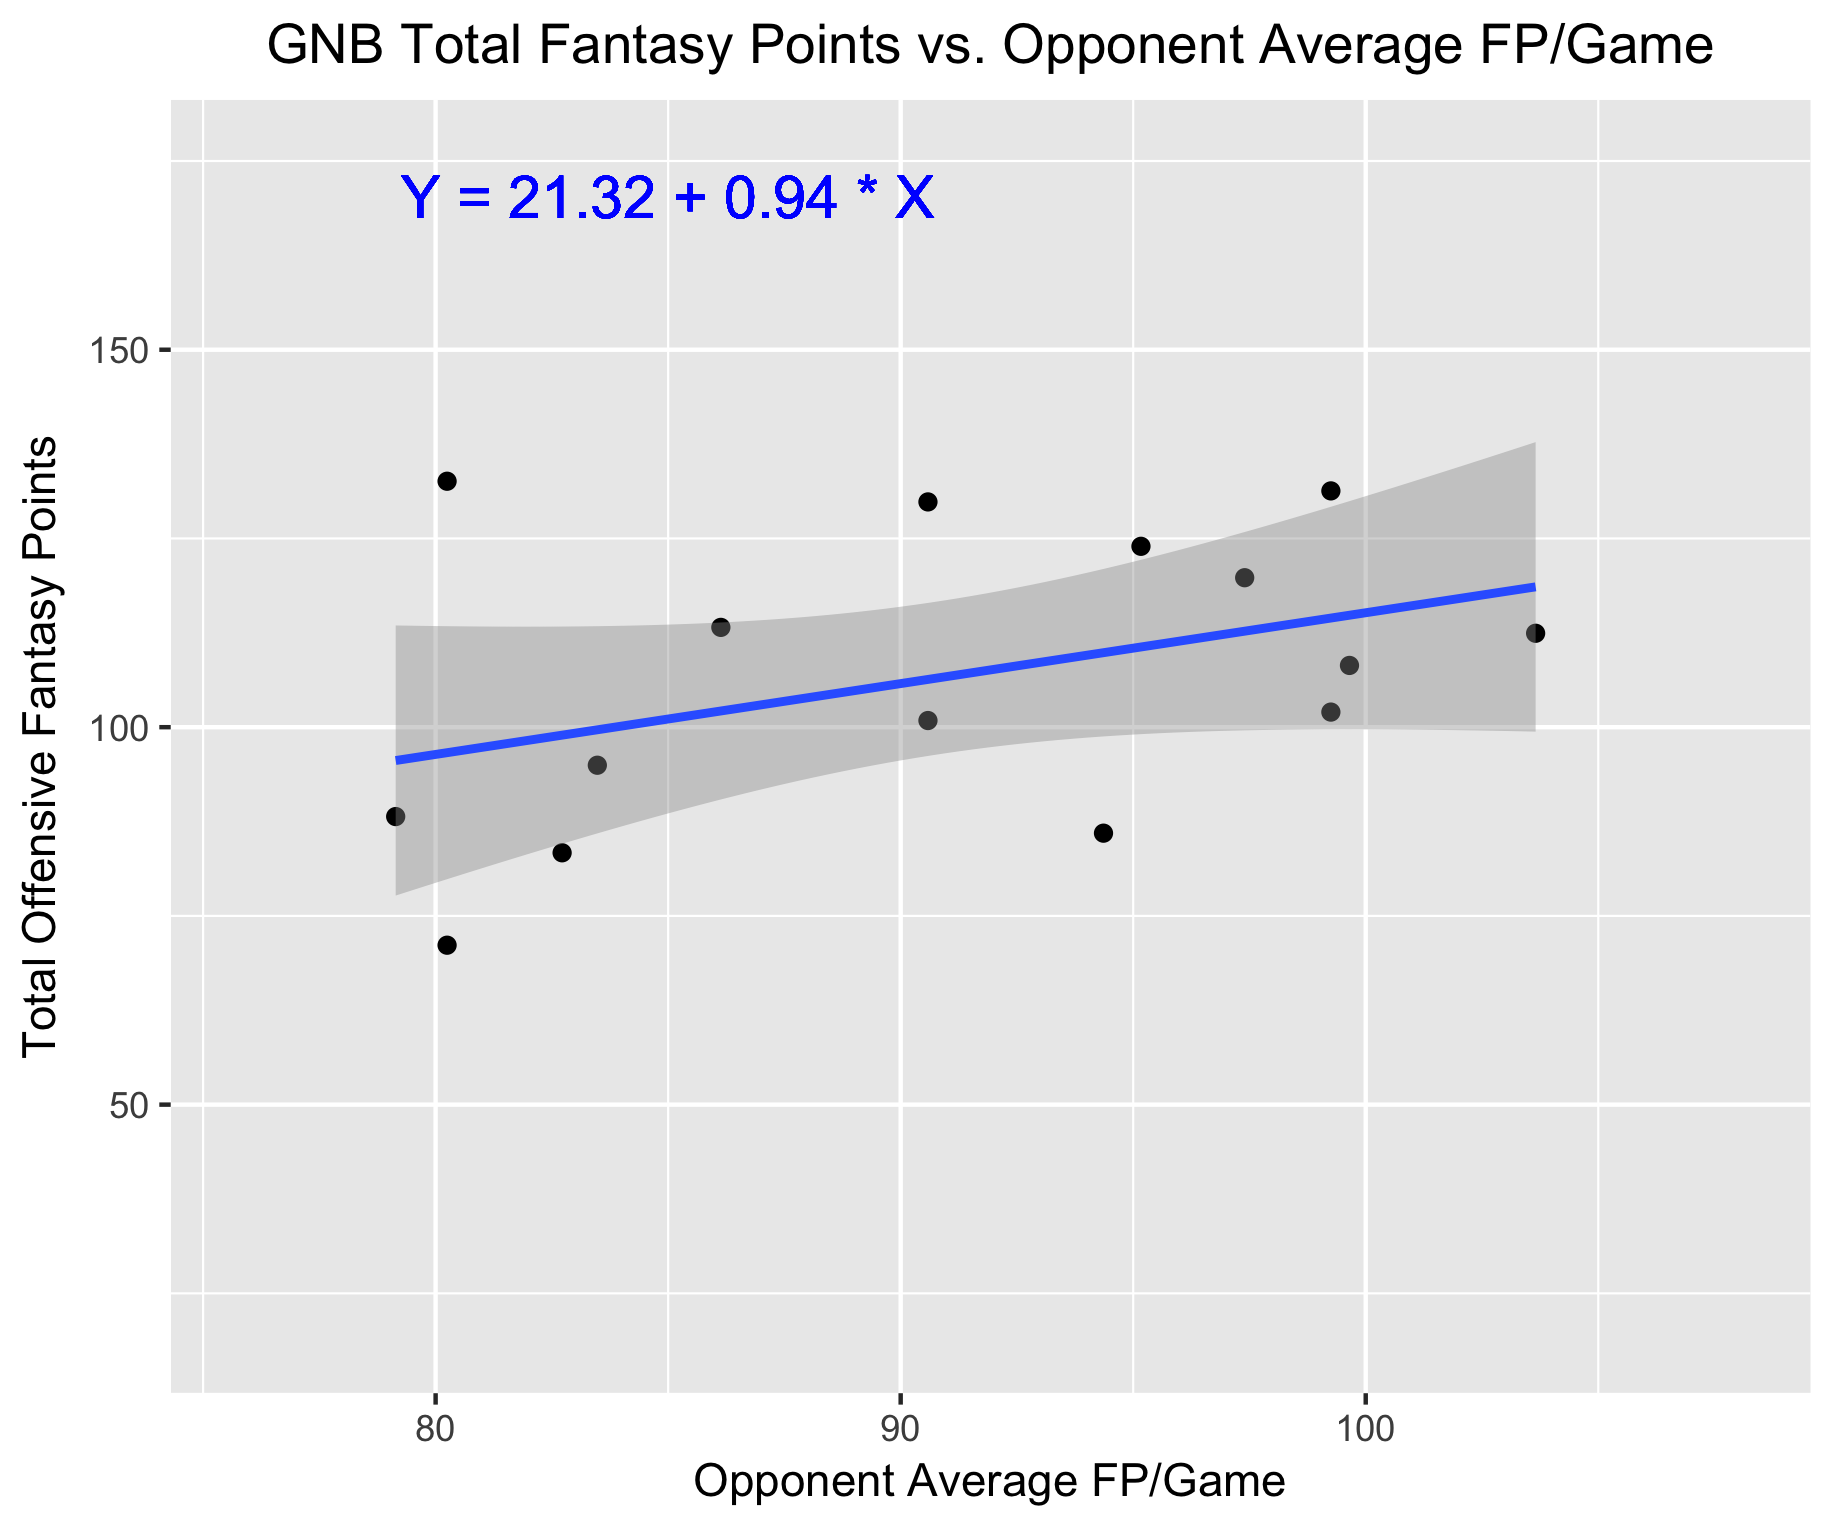 GNB Total Fantasy Points vs. Opponent Average FP/Game
Y = 21.32 + 0.94 * X
Total Offensive Fantasy Points
150
100
50
80
90
100
Opponent Average FP/Game